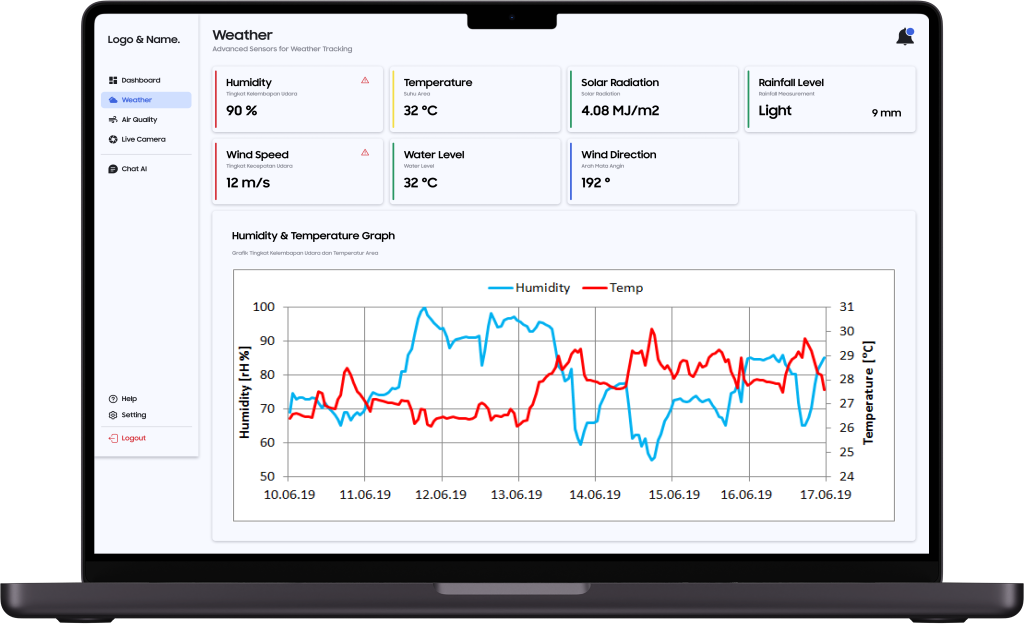 Logo & Name.
Dashboard
Weather
Air Quality
Live Camera
Chat AI
Help
Setting
Logout
Weather
Advanced Sensors for Weather Tracking
Humidity
Tingkat Kelembapan Udara
90 %
Temperature
Suhu Area
32 °C
Solar Radiation
Solar Radiation
4.08 MJ/m2
Rainfall Level
Rainfall Measurement
Light
9 mm
Wind Speed
Tingkat Kecepatan Udara
12 m/s
Water Level
Water Level
32 °C
Wind Direction
Arah Mata Angin
192 °
Humidity & Temperature Graph
Grafik Tingkat Kelembapan Udara dan Temperatur Area
Humidity
Temp
Humidity [rH %]
100
90
80
70
60
50
31
30
29
28
27
26
25
24
Temperature [°C]
10.06.19 11.06.19 12.06.19 13.06.19 14.06.19 15.06.19 16.06.19 17.06.19